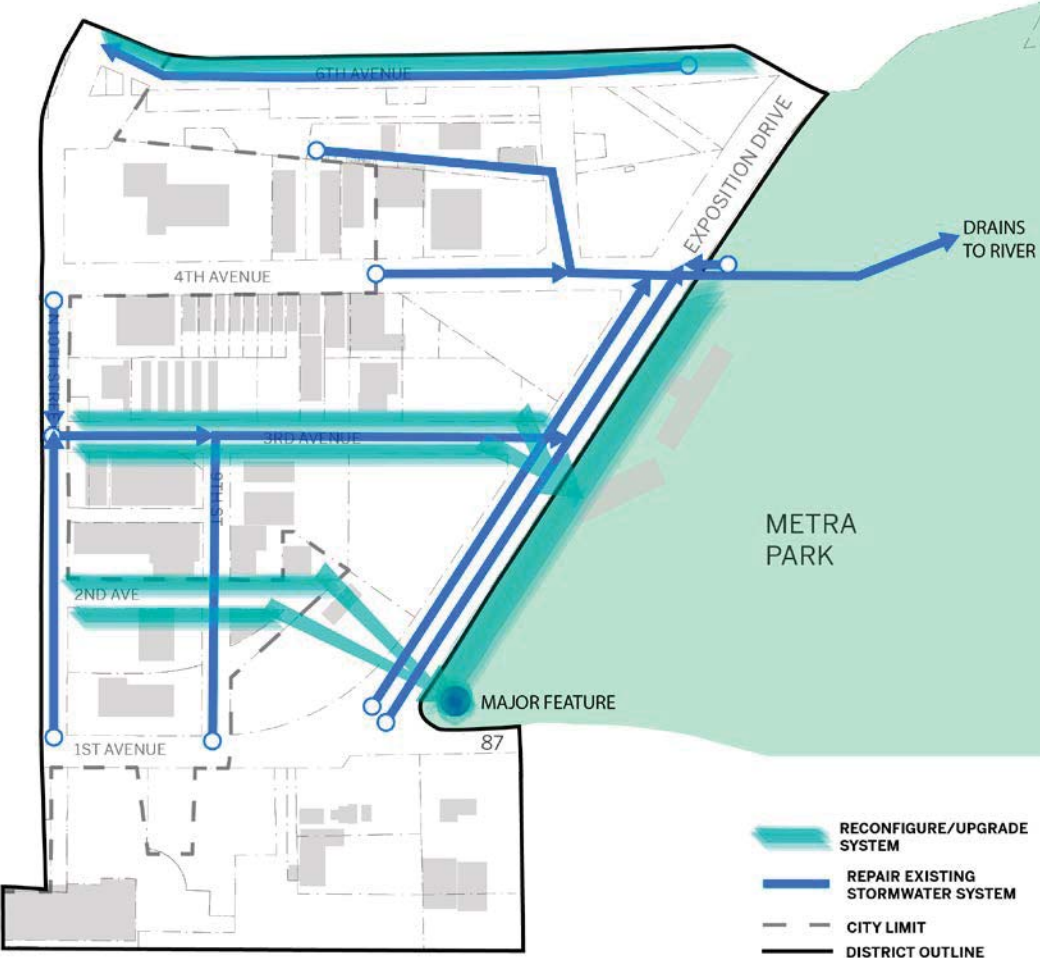 6TH AVENUE
EXPOSITION DRIVE
DRAINS
TO RIVER
4TH AVENUE
N 10TH STREE
3RD AVENUE
9TH ST
METRA
PARK
2ND AVE
MAJOR FEATURE
87
1ST AVENUE
RECONFIGURE/UPGRADE
SYSTEM
REPAIR EXISTING
STORMWATER SYSTEM
CITY LIMIT
DISTRICT OUTLINE